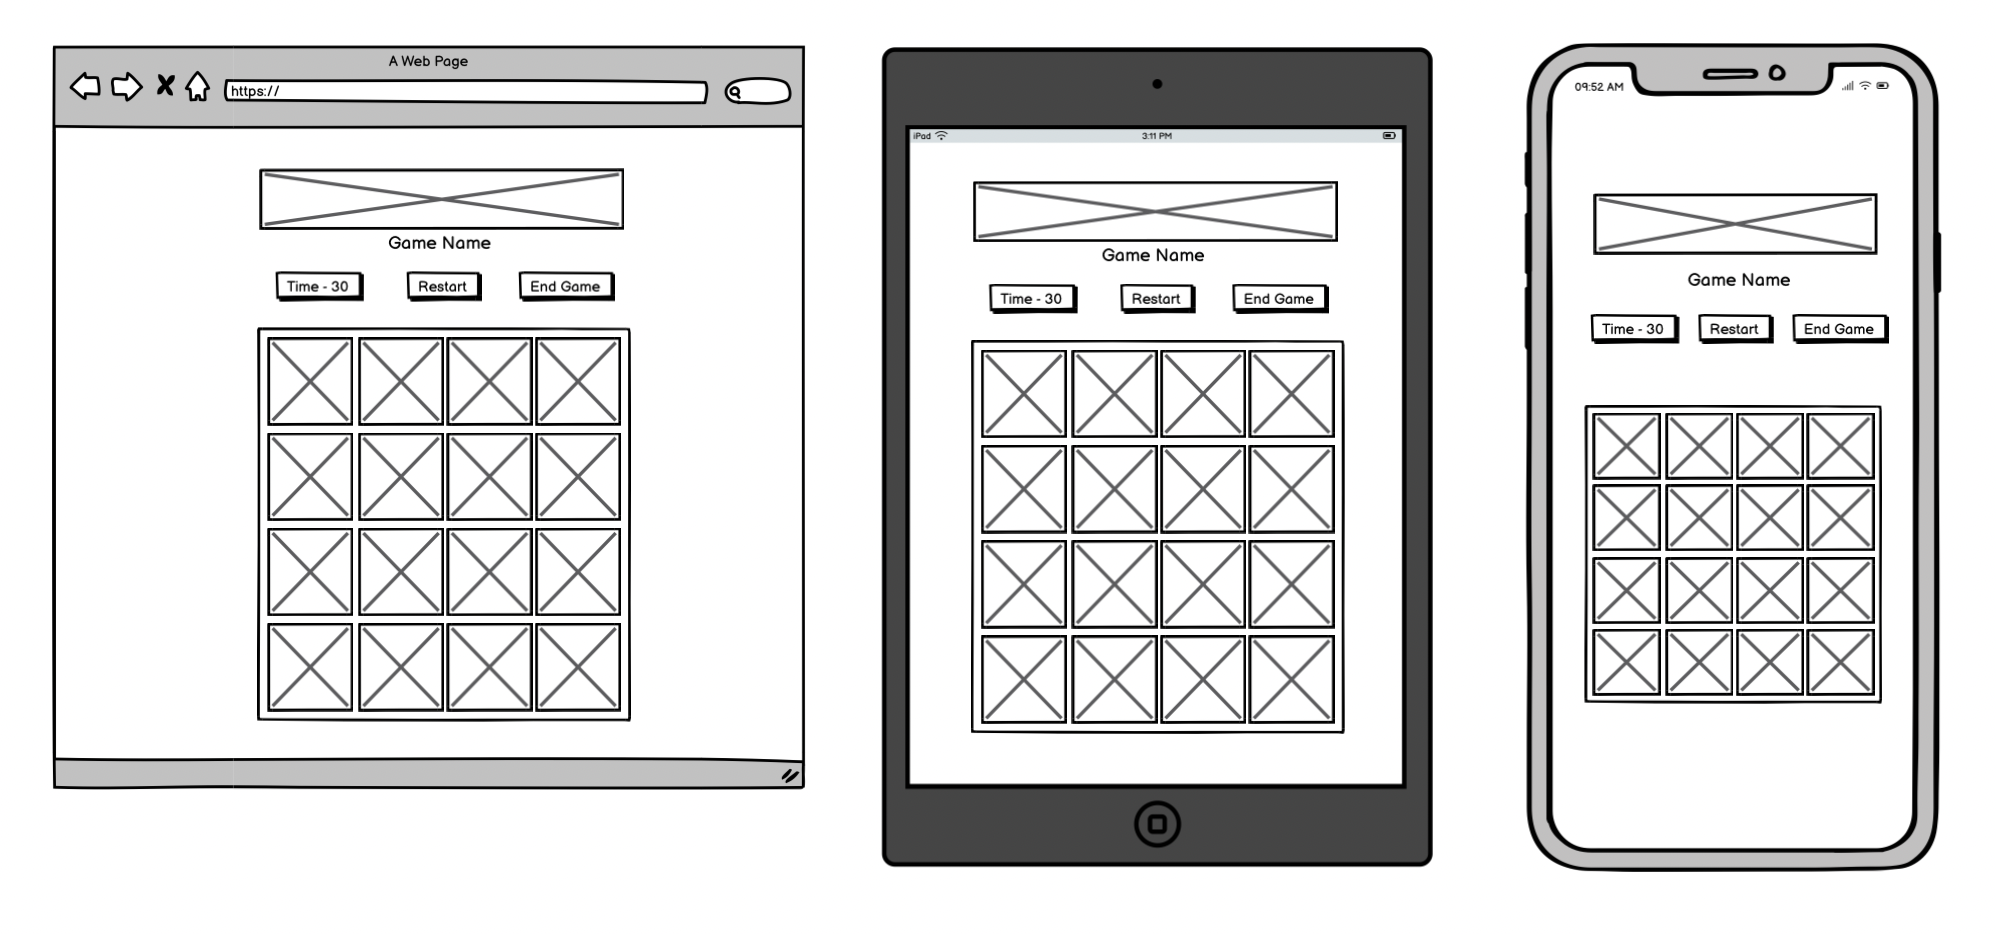 A Web Page
https://
Game Name
Time - 30
Restart
End Game
iPad
3:11 PM
Game Name
Time - 30
Restart
End Game
09:52 AM
Game Name
Time - 30
Restart
End Game